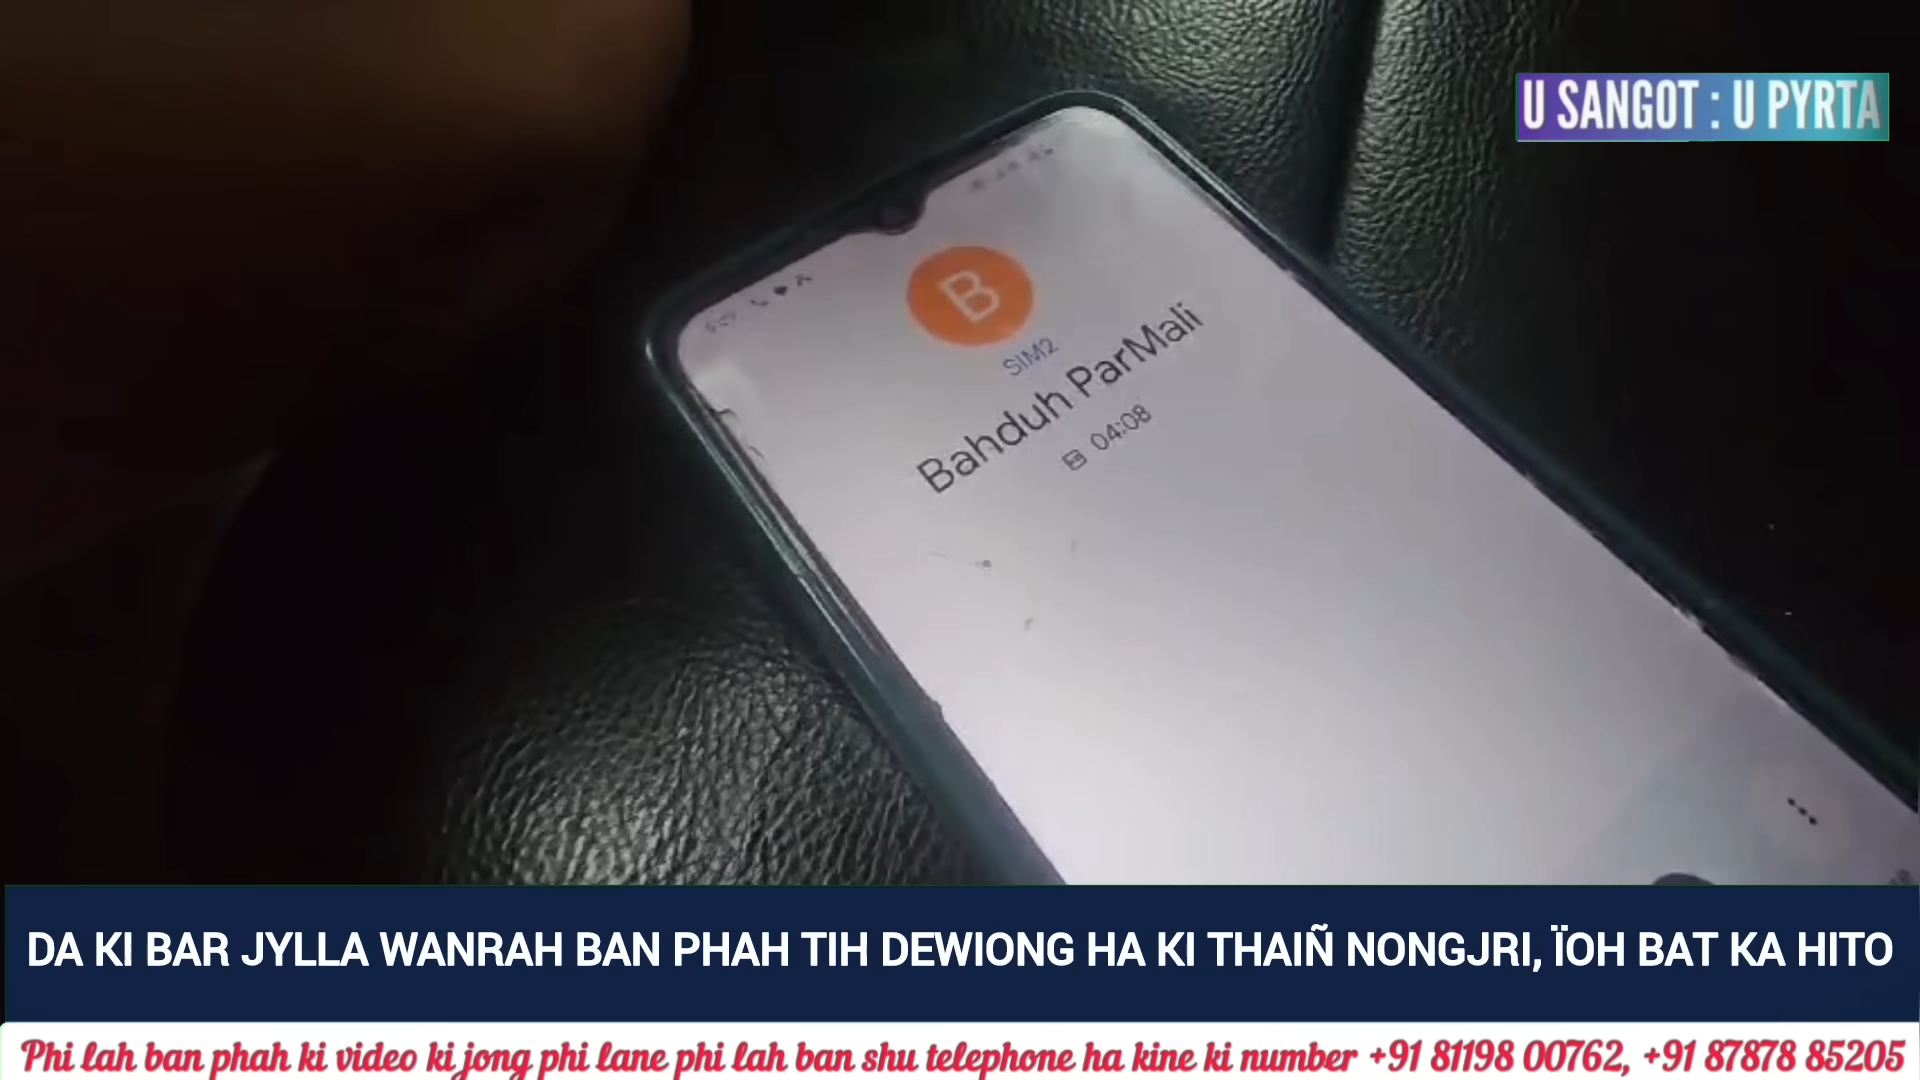 U SANGOT : U PYRTA
B
SIM2
Bahduh ParMali
04:08
DA KI BAR JYLLA WANRAH BAN PHAH TIH DEWIONG HA KI THAIÑ NONGJRI, ÏOH BAT KA HITO
Phi lah ban phah ki video ki jong phi lane phi lah ban shu telephone ha kine ki number +91 81198 00762, +91 87878 85205